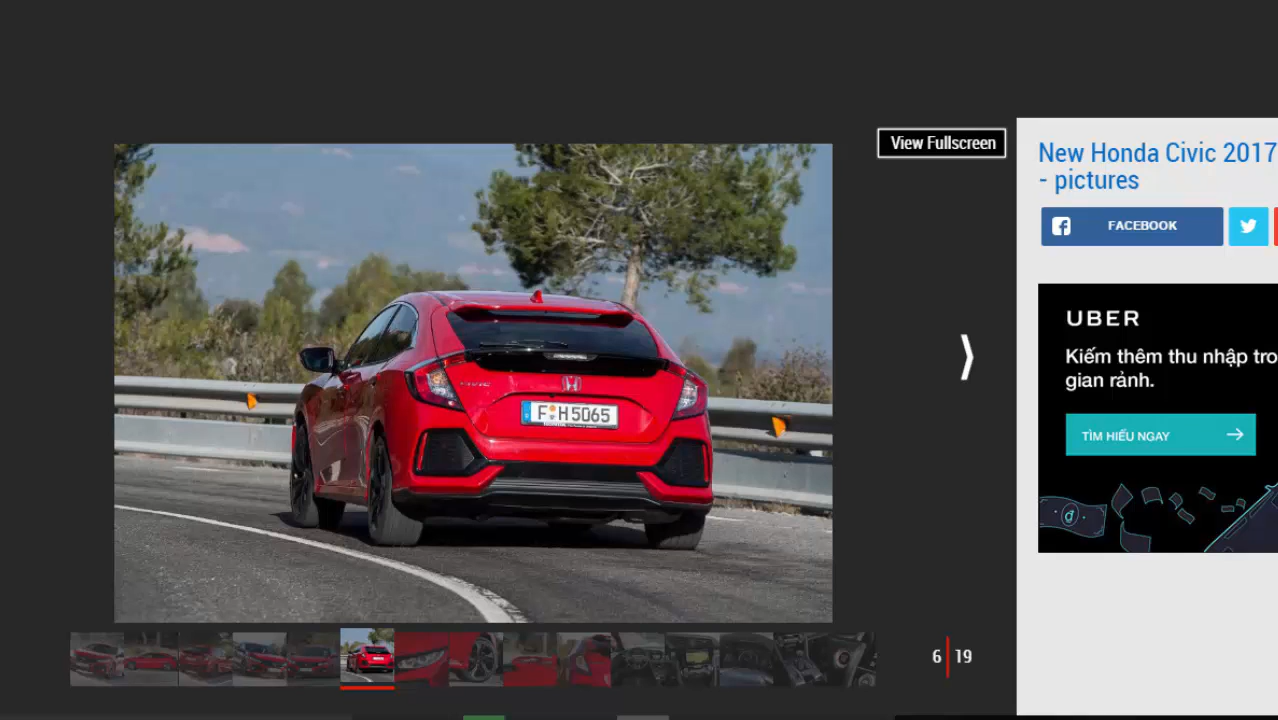 View Fullscreen
New Honda Civic 2017
- pictures
FACEBOOK
UBER
Kiếm thêm thu nhập tro
gian rảnh.
TÌM HIỂU NGAY
CIVIC
F H 5065
6 19